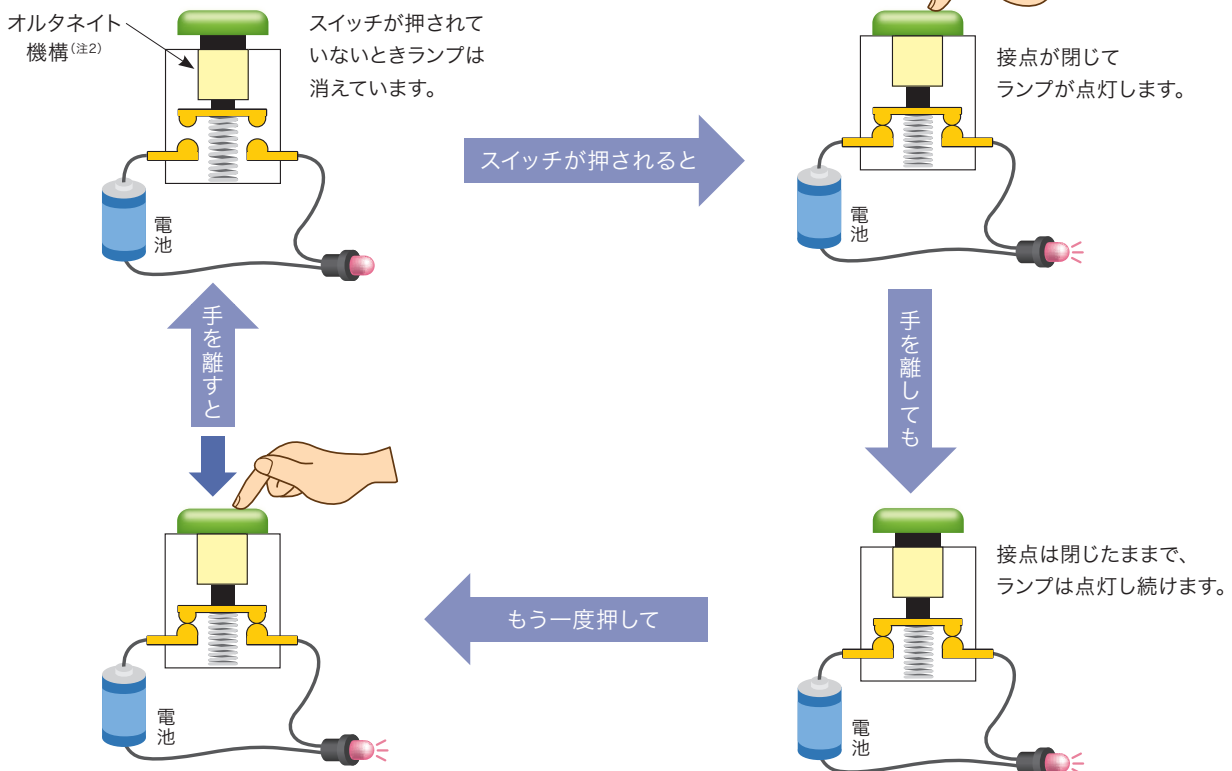 オルタネイト
機構(注2)
スイッチが押されて
いないときランプは
消えています。
電池
スイッチが押されると
接点が閉じて
ランプが点灯します。
電池
手を離しても
接点は閉じたままで、
ランプは点灯し続けます。
電池
もう一度押して
電池
手を離すと